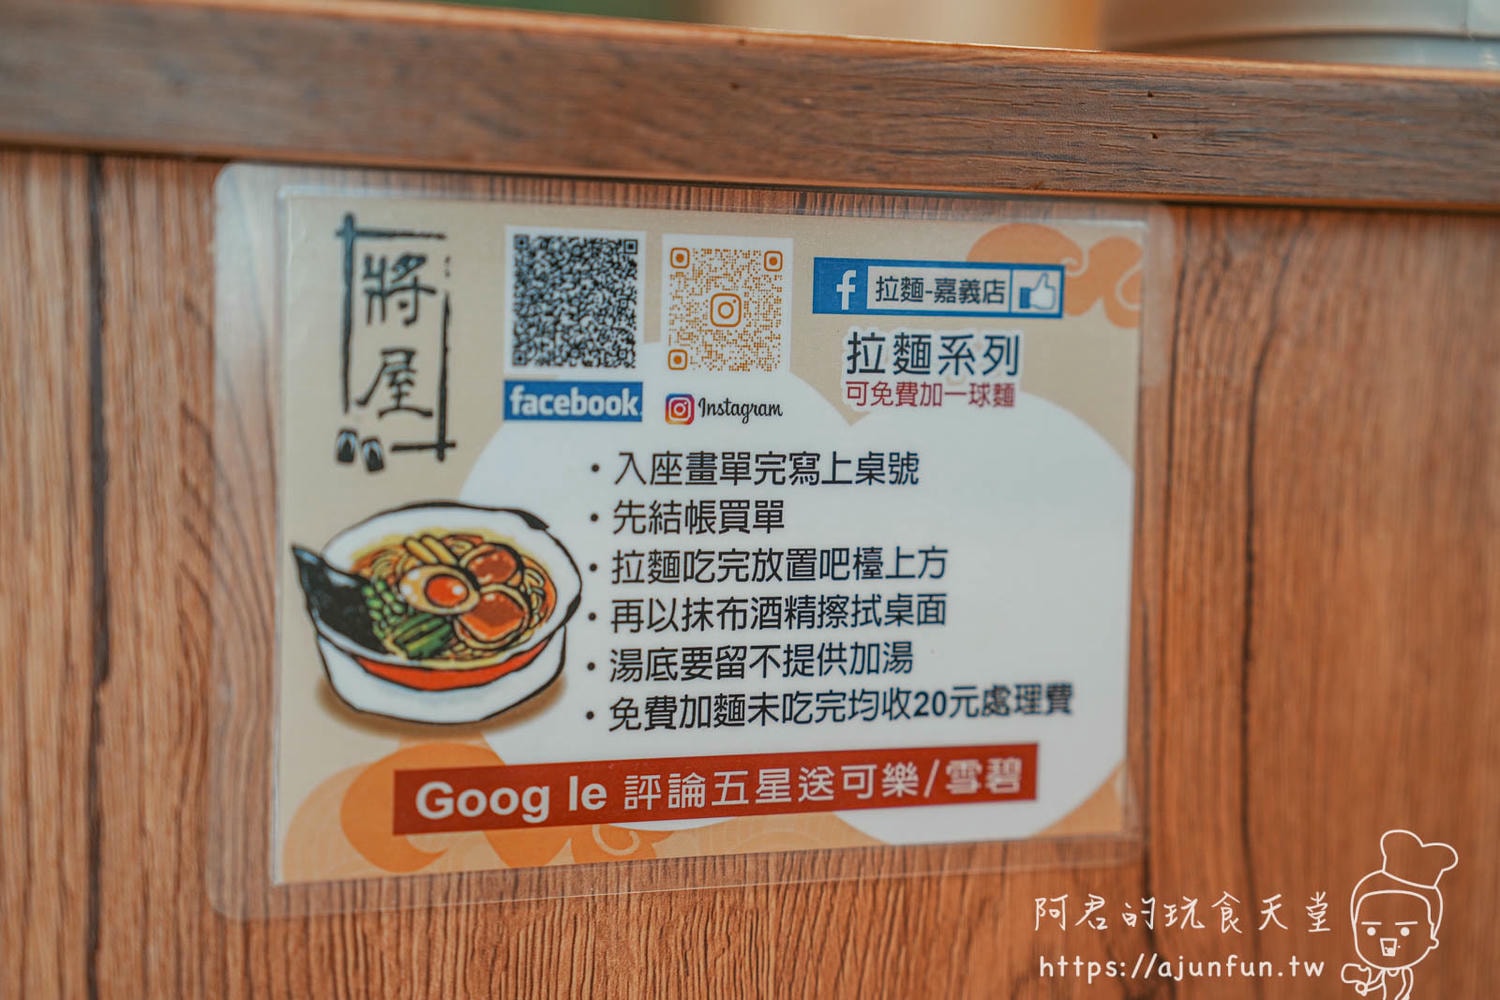 將屋
facebook
Instagram
f 拉麵-嘉義店
拉麵系列
可免費加一球麵
・入座畫單完寫上桌號
・先結帳買單
・拉麵吃完放置吧檯上方
・再以抹布酒精擦拭桌面
・湯底要留不提供加湯
・免費加麵未吃完均收20元處理費
Goog le 評論五星送可樂/雪碧
阿君的玩食天堂
https://ajunfun.tw